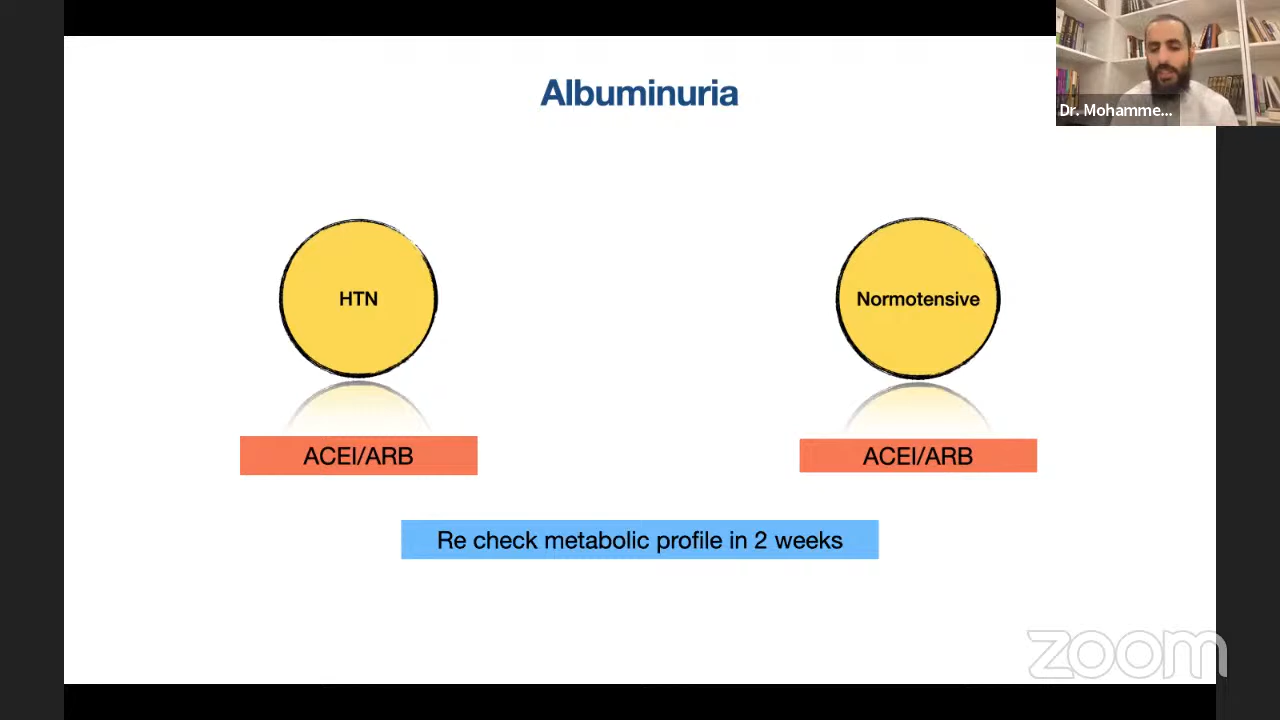 Albuminuria
Dr. Mohamme...
HTN
Normotensive
ACEI/ARB
ACEI/ARB
Re check metabolic profile in 2 weeks
zoom